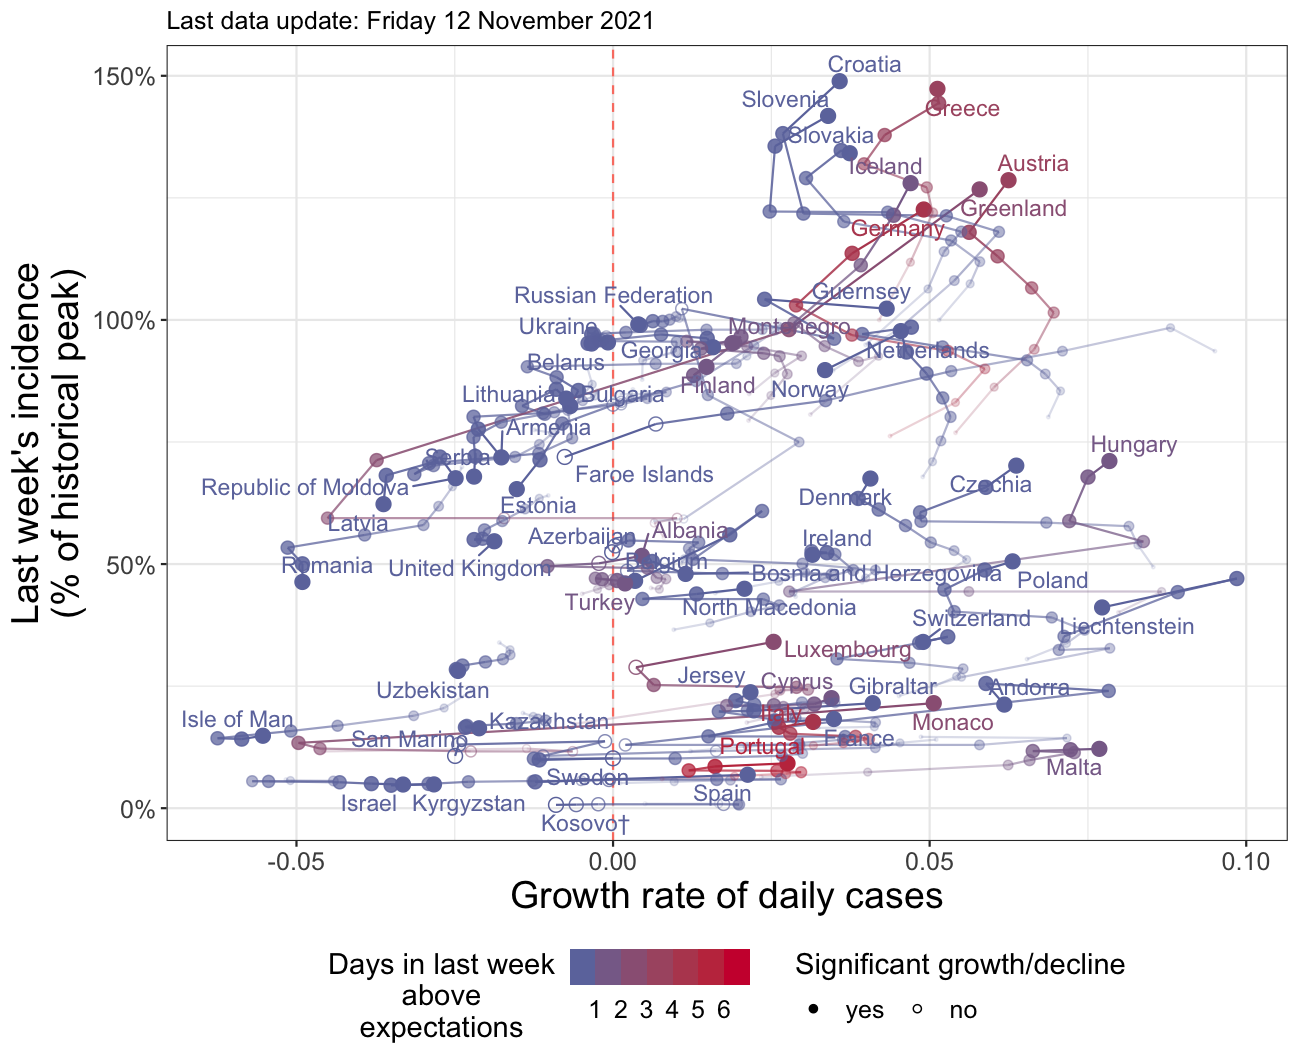 Last data update: Friday 12 November 2021
150%
100%
50%
0%
Last week's incidence
(% of historical peak)
Croatia
Slovenia
Greece
Slovakia
Iceland
Austria
Greenland
Germany
Russian Federation
Guernsey
Ukraine
Montenegro
Georgia
Netherlands
Belarus
Finland
Norway
Lithuania
Bulgaria
Armenia
Hungary
Serbia
Faroe Islands
Republic of Moldova
Czechia
Denmark
Estonia
Latvia
Azerbaijan
Albania
Ireland
Romania
United Kingdom
Belgium
Bosnia and Herzegovina
Poland
Turkey
North Macedonia
Switzerland
Liechtenstein
Luxembourg
Uzbekistan
Jersey
Cyprus
Gibraltar
Andorra
Isle of Man
Kazakhstan
Italy
Monaco
San Marino
France
Portugal
Malta
Sweden
Spain
Israel
Kyrgyzstan
Kosovo†
-0.05
0.00
0.05
0.10
Growth rate of daily cases
Days in last week
above
expectations
1 2 3 4 5 6
Significant growth/decline
yes
no